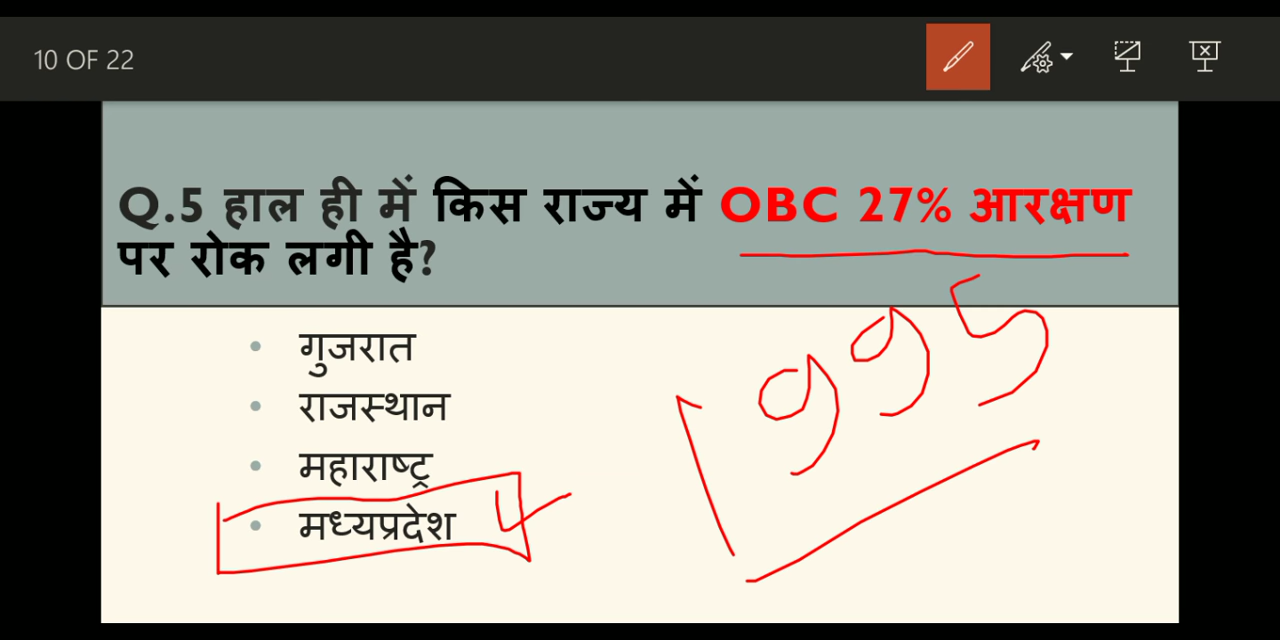 10 OF 22
Q.5 हाल ही में किस राज्य में OBC 27% आरक्षण
पर रोक लगी है?
• गुजरात
• राजस्थान
• महाराष्ट्र
• मध्यप्रदेश
1995